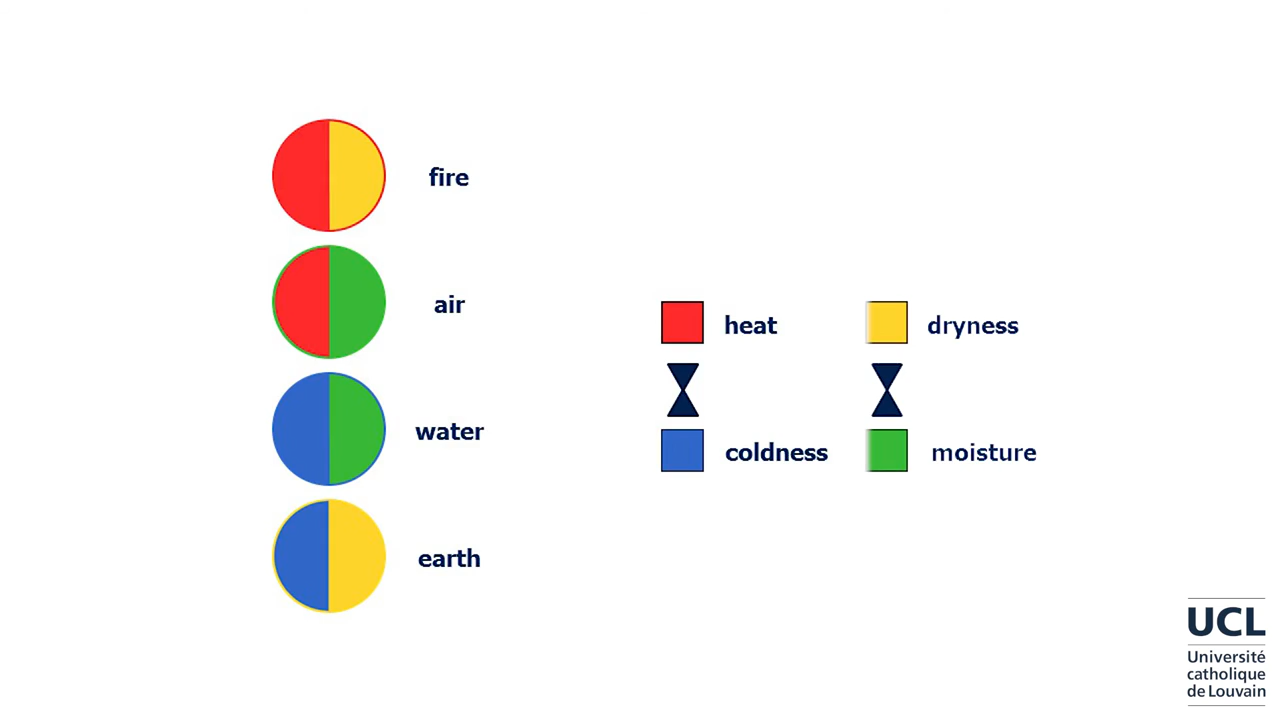 fire
air
water
earth
heat
dryness
coldness
moisture
UCL
Université
catholique
de Louvain